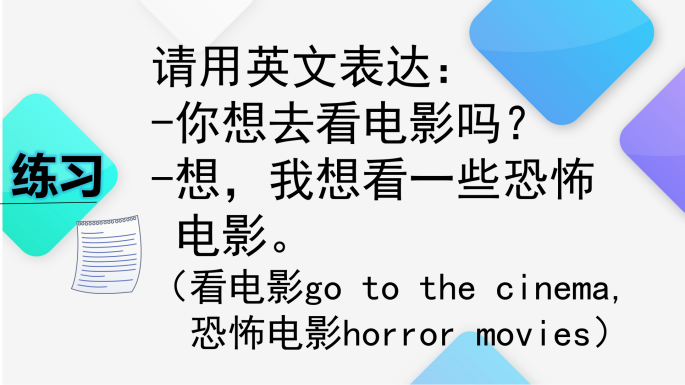 练习
请用英文表达：
-你想去看电影吗？
-想，我想看一些恐怖
电影。
（看电影go to the cinema,
恐怖电影horror movies）